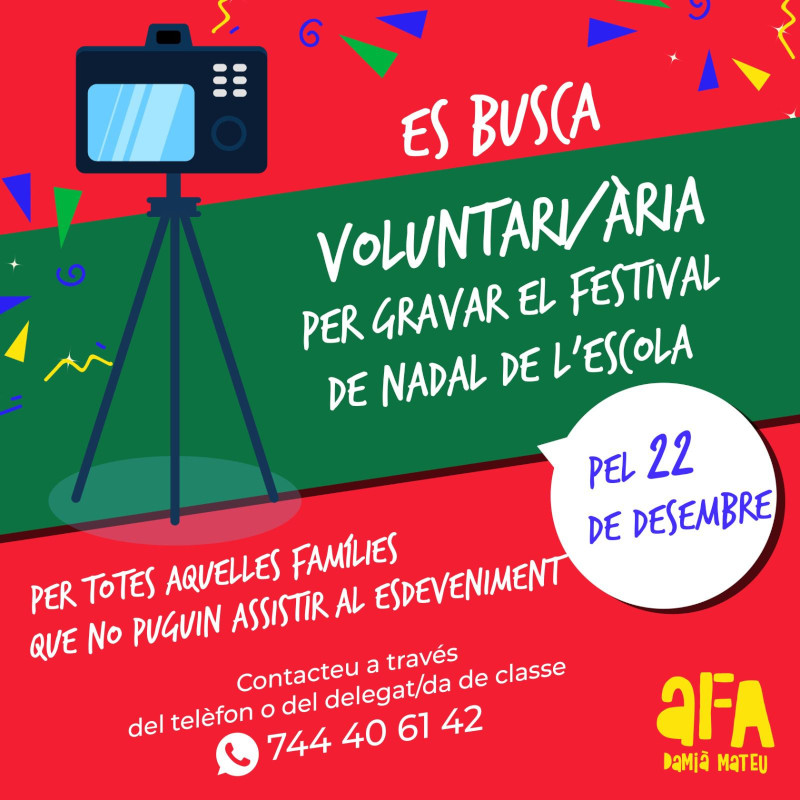 ES BUSCA
VOLUNTARI/ÀRIA
PER GRAVAR EL FESTIVAL
DE NADAL DE L'ESCOLA
PEL 22
DE DESEMBRE
PER TOTES AQUELLES FAMÍLIES
QUE NO PUGUIN ASSISTIR AL ESDEVENIMENT
Contacteu a través
del telèfon o del delegat/da de classe
744 40 61 42
aFA
DAMIÀ MATEU